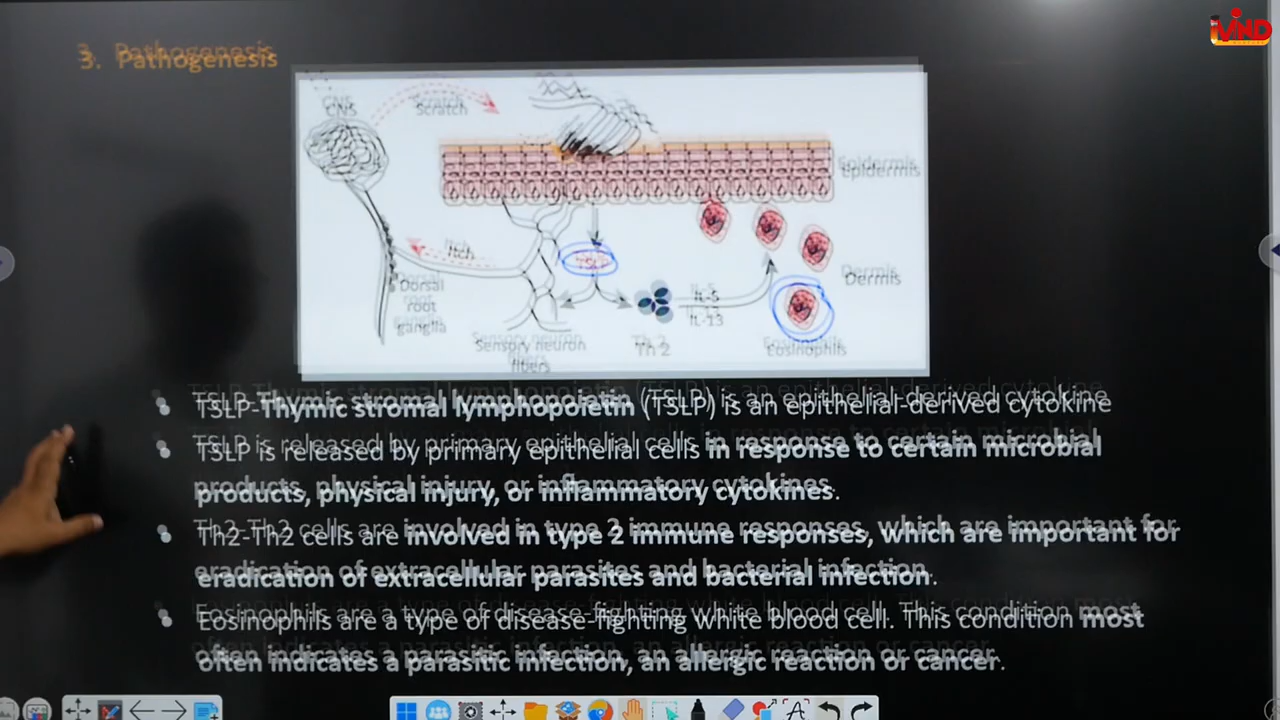 iVIND
3. Pathogenesis
CNS
Scratch
Epidermis
Itch
Dermis
Dorsal
root
ganglia
IL-5
IL-13
Sensory neuron
fibers
Th 2
Eosinophils
TSLP-Thymic stromal lymphopoietin (TSLP) is an epithelial-derived cytokine
TSLP is released by primary epithelial cells in response to certain microbial
products, physical injury, or inflammatory cytokines.
Th2-Th2 cells are involved in type 2 immune responses, which are important for
eradication of extracellular parasites and bacterial infection.
Eosinophils are a type of disease-fighting white blood cell. This condition most
often indicates a parasitic infection, an allergic reaction or cancer.